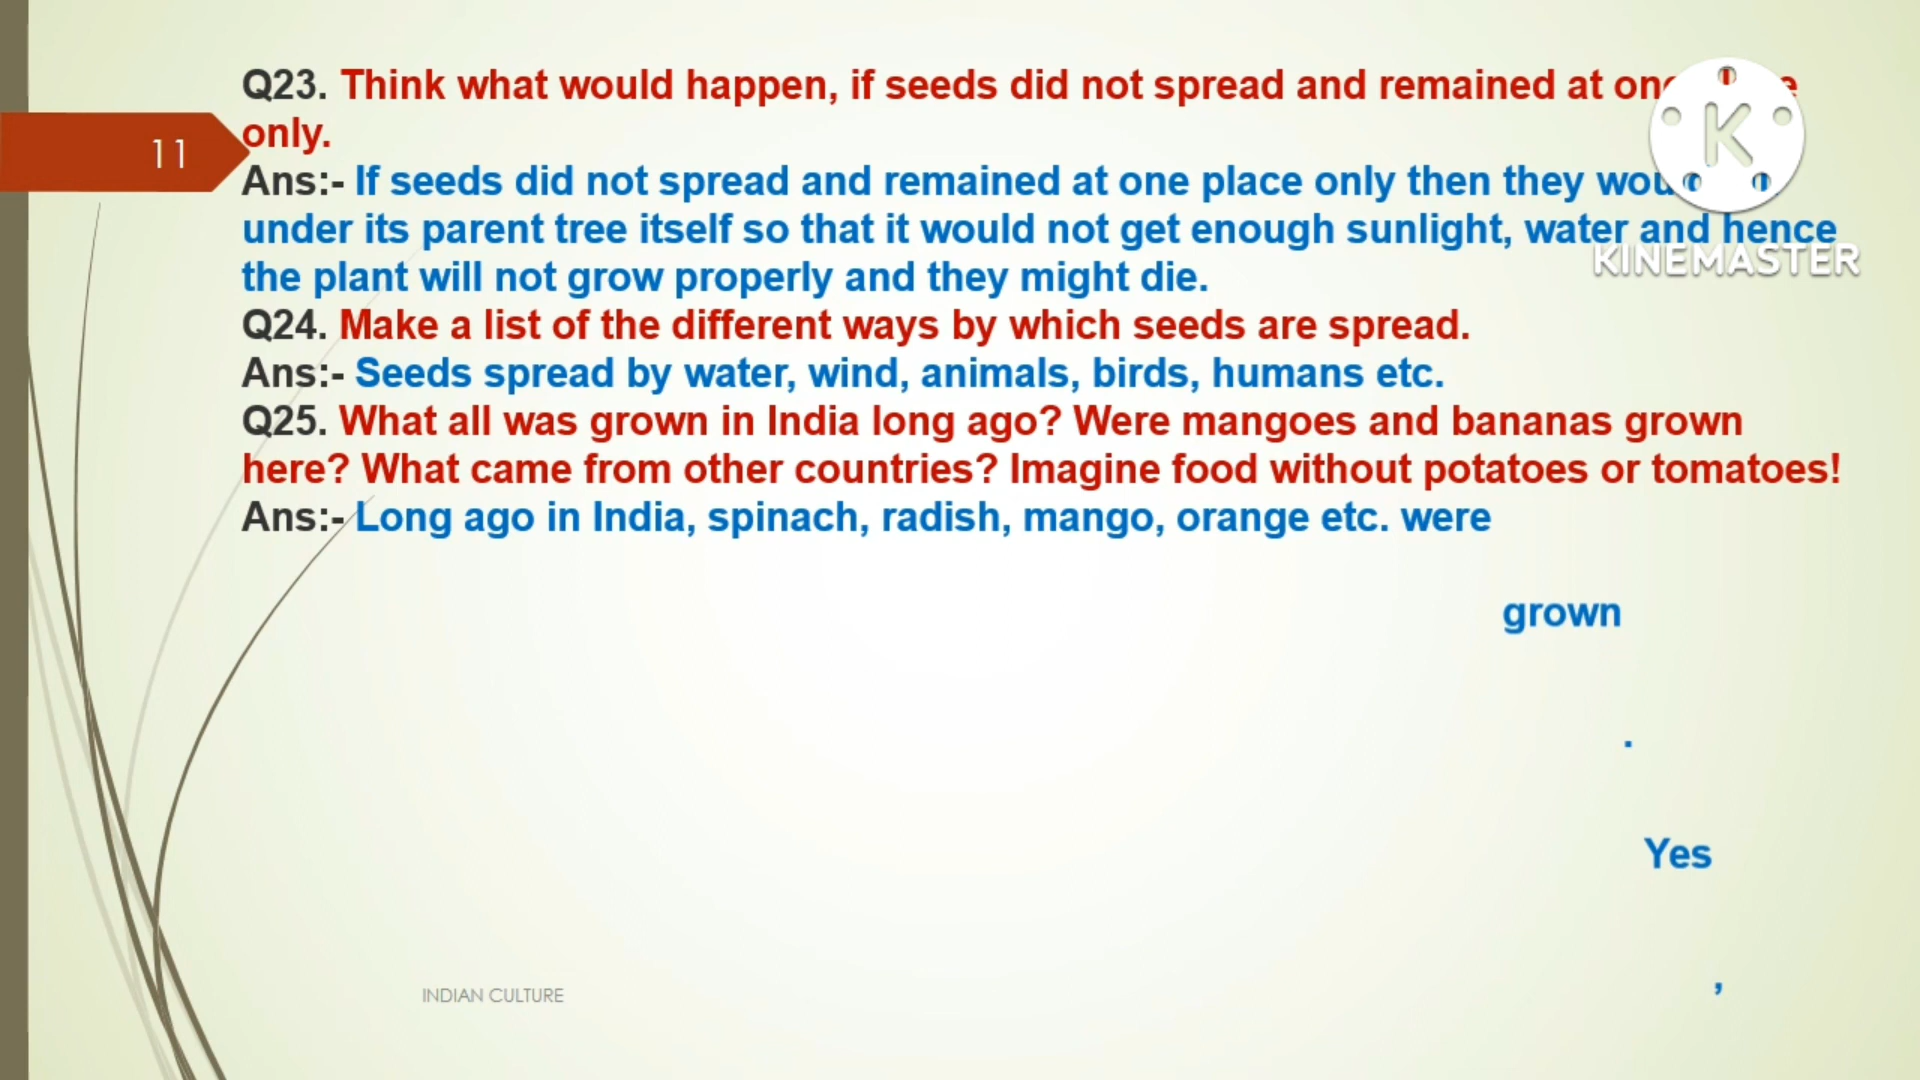 Q23. Think what would happen, if seeds did not spread and remained at
only.
11
Ans:- If seeds did not spread and remained at one place only then they
under its parent tree itself so that it would not get enough sunlight, water and hence
the plant will not grow properly and they might die.
Q24. Make a list of the different ways by which seeds are spread.
Ans:- Seeds spread by water, wind, animals, birds, humans etc.
Q25. What all was grown in India long ago? Were mangoes and bananas grown
here? What came from other countries? Imagine food without potatoes or tomatoes!
Ans:- Long ago in India, spinach, radish, mango, orange etc. were
grown
.
Yes
,
INDIAN CULTURE
K
KINEMASTER